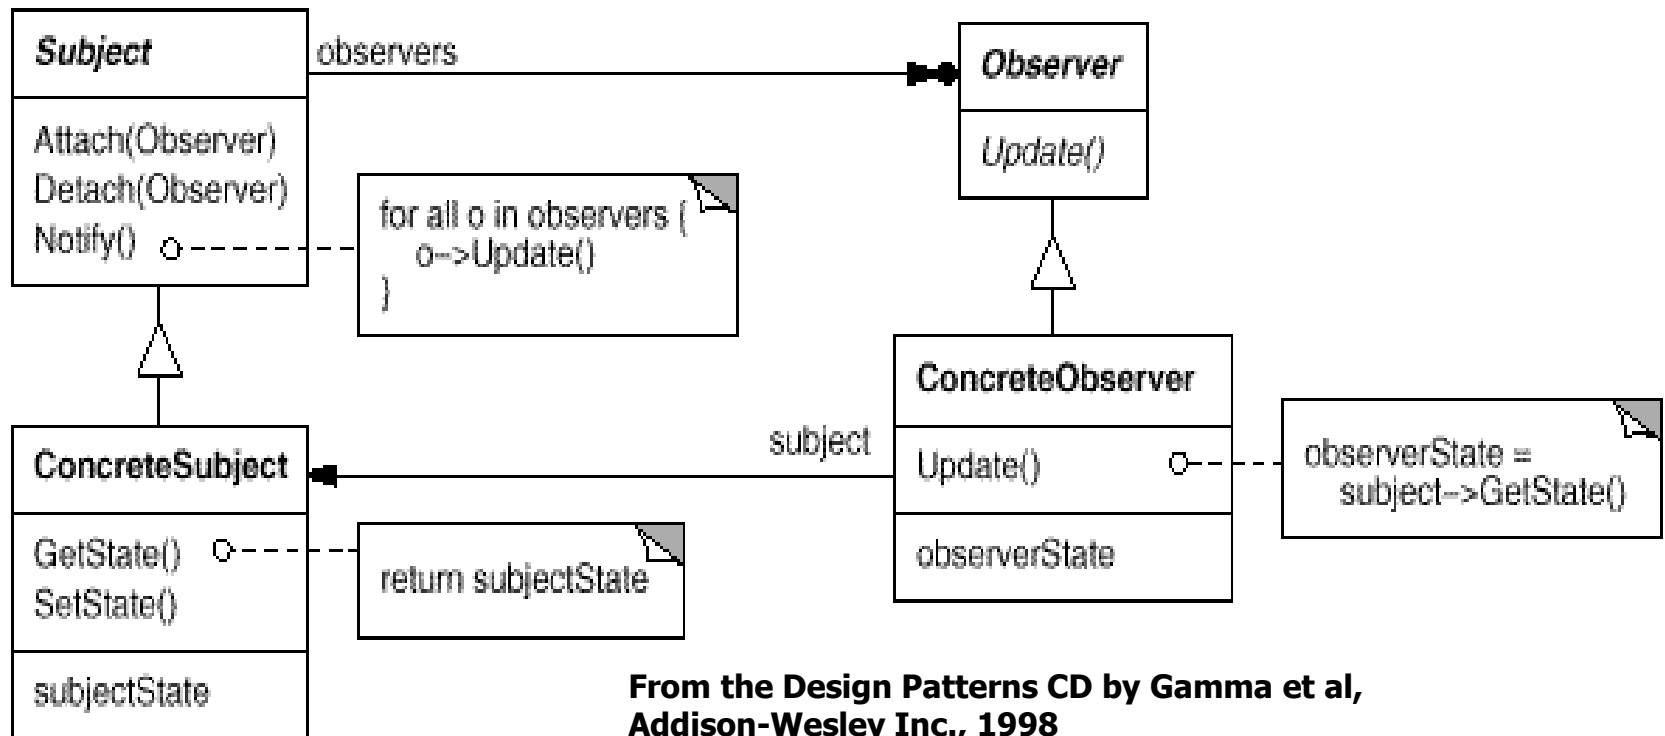 Subject
observers
Observer
Attach(Observer)
Detach(Observer)
Notify()
Update()
for all o in observers {
o->Update()
}
ConcreteObserver
subject
Update()
observerState =
subject->GetState()
observerState
ConcreteSubject
GetState()
SetState()
return subjectState
subjectState
From the Design Patterns CD by Gamma et al,
Addison-Wesley Inc., 1998